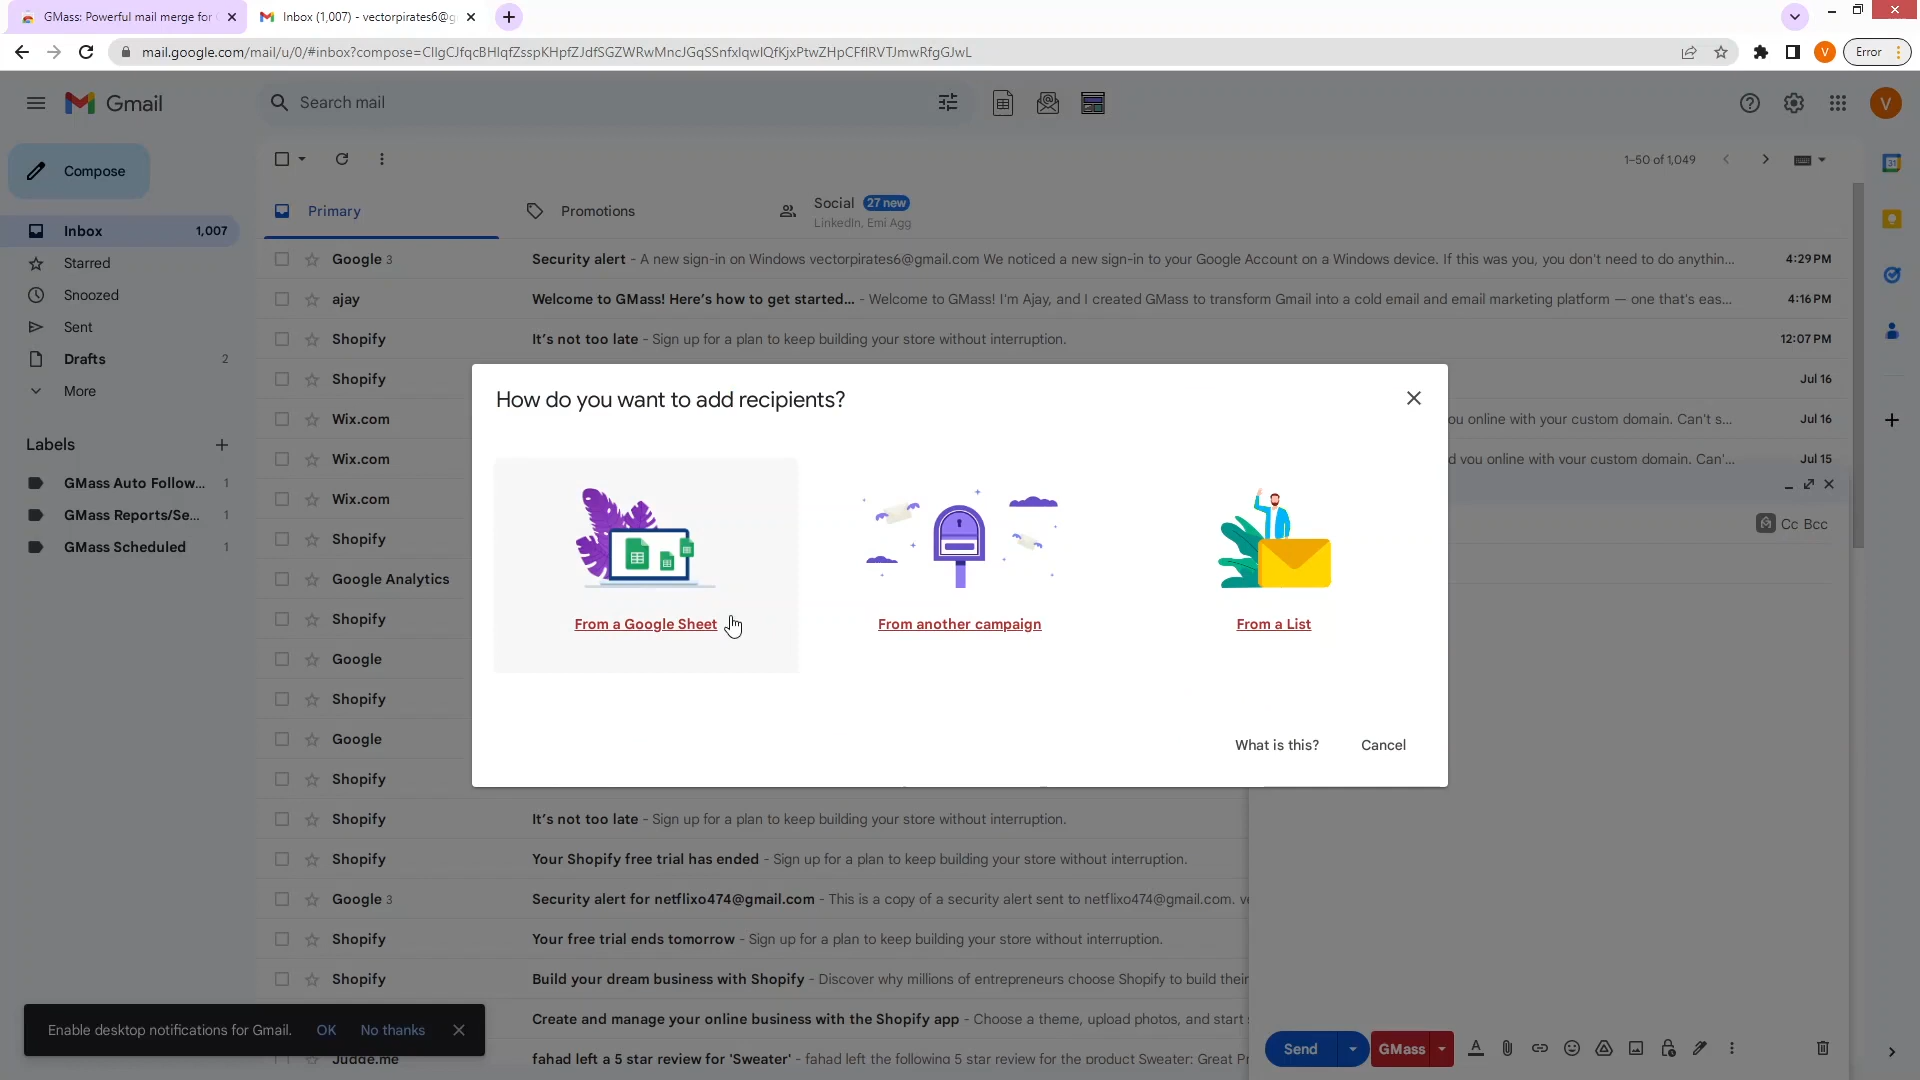 GMass: Powerful mail merge for
Inbox (1,007) - vectorpirates6@g
mail.google.com/mail/u/0/#inbox?compose=CllgCJfqcBHlqfZsspKHpfZJdfSGZWRwMncJGqSSnfxlqwlQfKjxPtwZHpCFflRVTJmwRfgGJwL
V
Error
Gmail
Search mail
V
Compose
1–50 of 1,049
31
Primary
Promotions
Social 27 new
LinkedIn, Emi Agg
Inbox 1,007
Starred
Snoozed
Sent
Drafts 2
More
Labels
GMass Auto Follow... 1
GMass Reports/Se... 1
GMass Scheduled 1
Google 3 Security alert - A new sign-in on Windows vectorpirates6@gmail.com We noticed a new sign-in to your Google Account on a Windows device. If this was you, you don't need to do anythin... 4:29 PM
ajay Welcome to GMass! Here's how to get started... - Welcome to GMass! I'm Ajay, and I created GMass to transform Gmail into a cold email and email marketing platform — one that's eas... 4:16 PM
Shopify It's not too late - Sign up for a plan to keep building your store without interruption. 12:07 PM
Shopify Jul 16
Wix.com ou online with your custom domain. Can't s... Jul 16
Wix.com d you online with your custom domain. Can'... Jul 15
Wix.com
Shopify
Google Analytics
Shopify
Google
Shopify
Google
Shopify
How do you want to add recipients?
From a Google Sheet
From another campaign
From a List
What is this?
Cancel
Cc Bcc
Shopify It's not too late - Sign up for a plan to keep building your store without interruption.
Shopify Your Shopify free trial has ended - Sign up for a plan to keep building your store without interruption.
Google 3 Security alert for netflixo474@gmail.com - This is a copy of a security alert sent to netflixo474@gmail.com.
Shopify Your free trial ends tomorrow - Sign up for a plan to keep building your store without interruption.
Shopify Build your dream business with Shopify - Discover why millions of entrepreneurs choose Shopify to build their
Create and manage your online business with the Shopify app - Choose a theme, upload photos, and start
Judge.me fahad left a 5 star review for 'Sweater' - fahad left the following 5 star review for the product Sweater: Great Pr
Enable desktop notifications for Gmail. OK No thanks
Send
GMass